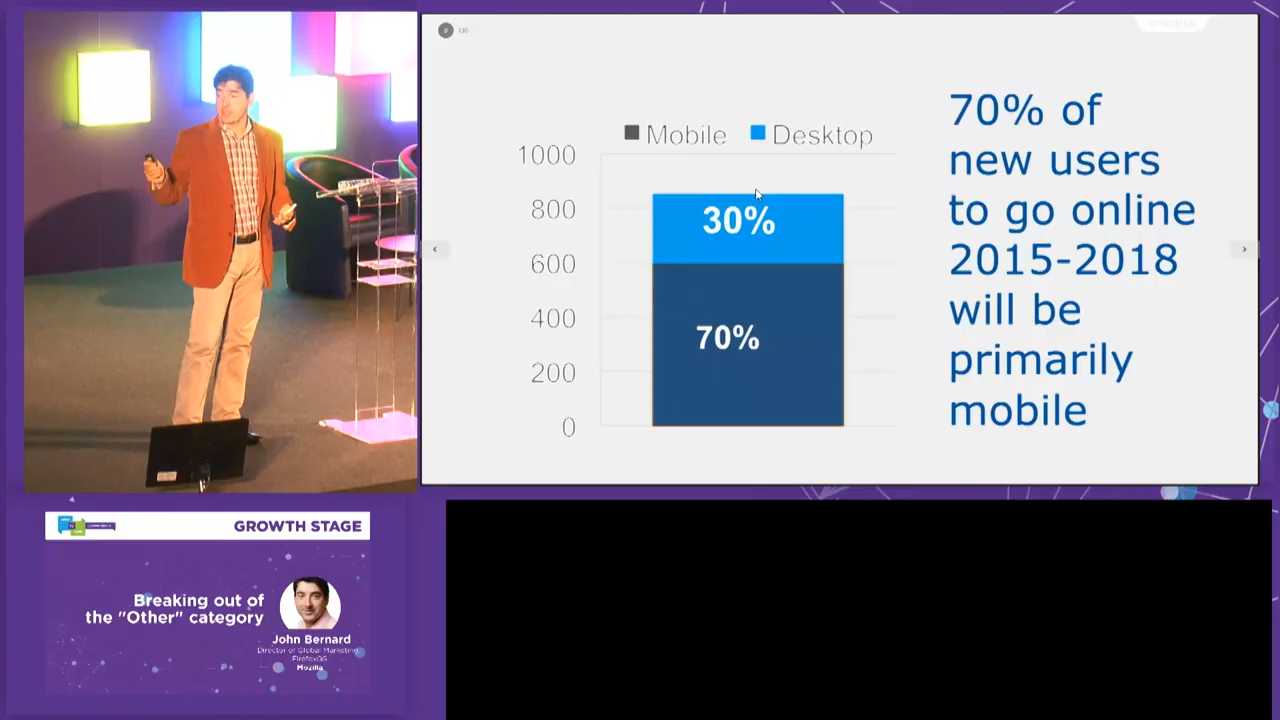 Mobile Desktop
1000
800
600
400
200
0
30%
70%
70% of
new users
to go online
2015-2018
will be
primarily
mobile
GROWTH STAGE
Breaking out of
the "Other" category
John Bernard
Director of Global Marketing,
FirefoxOS
Mozilla